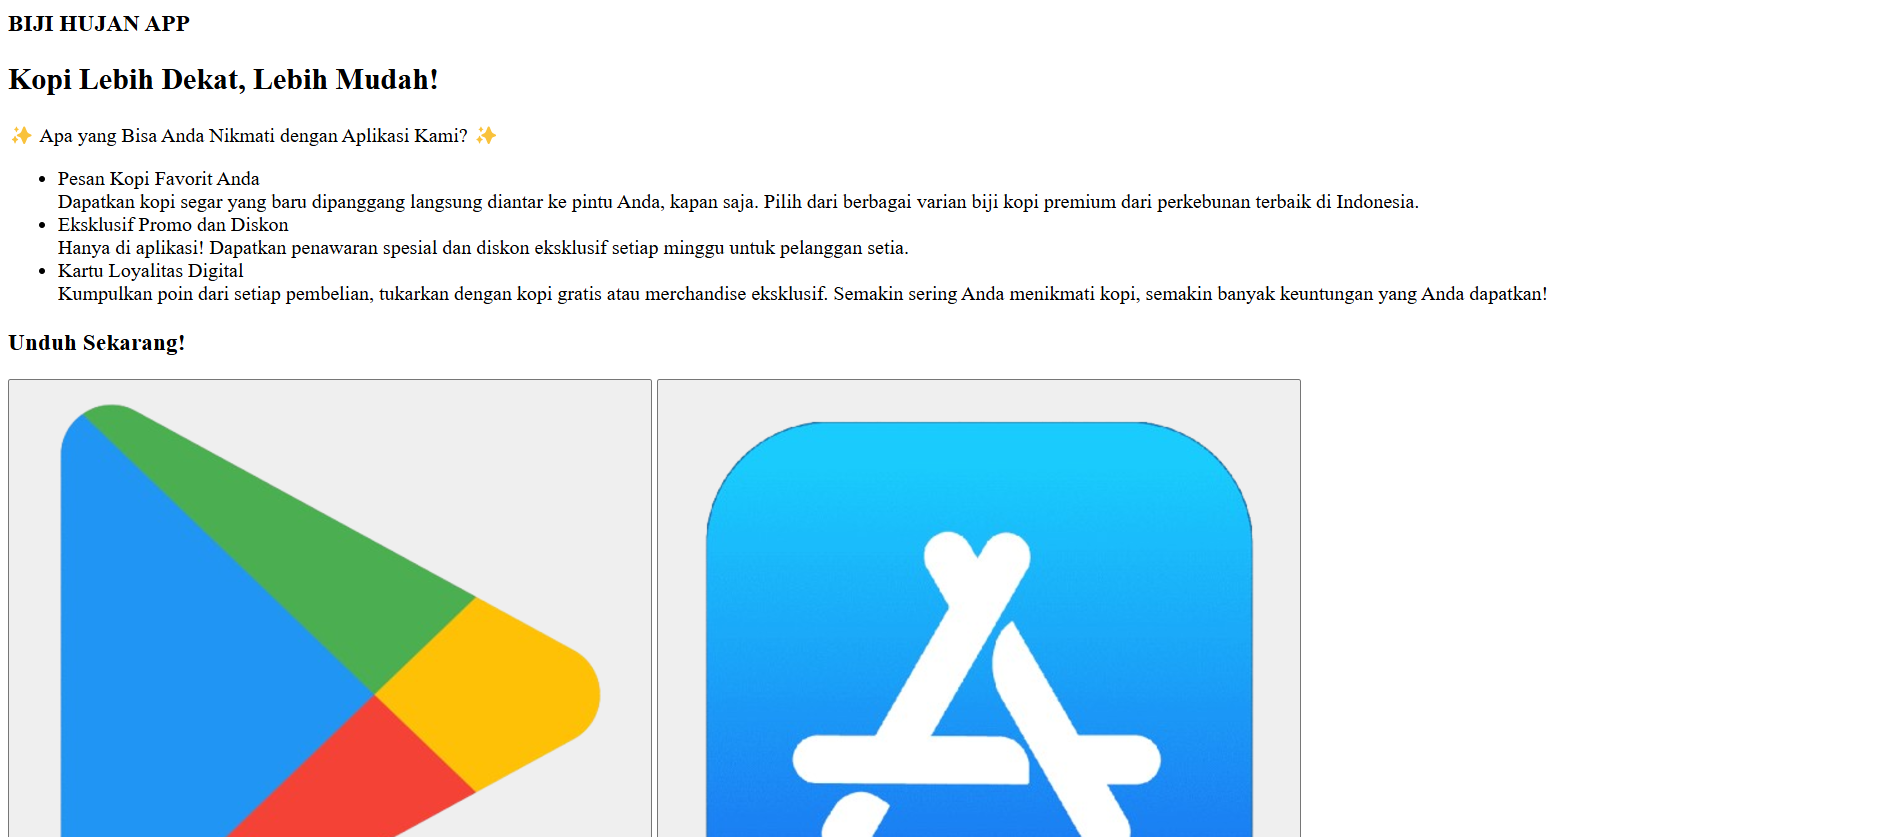 BIJI HUJAN APP
Kopi Lebih Dekat, Lebih Mudah!
✨ Apa yang Bisa Anda Nikmati dengan Aplikasi Kami? ✨
• Pesan Kopi Favorit Anda
Dapatkan kopi segar yang baru dipanggang langsung diantar ke pintu Anda, kapan saja. Pilih dari berbagai varian biji kopi premium dari perkebunan terbaik di Indonesia.
• Eksklusif Promo dan Diskon
Hanya di aplikasi! Dapatkan penawaran spesial dan diskon eksklusif setiap minggu untuk pelanggan setia.
• Kartu Loyalitas Digital
Kumpulkan poin dari setiap pembelian, tukarkan dengan kopi gratis atau merchandise eksklusif. Semakin sering Anda menikmati kopi, semakin banyak keuntungan yang Anda dapatkan!
Unduh Sekarang!